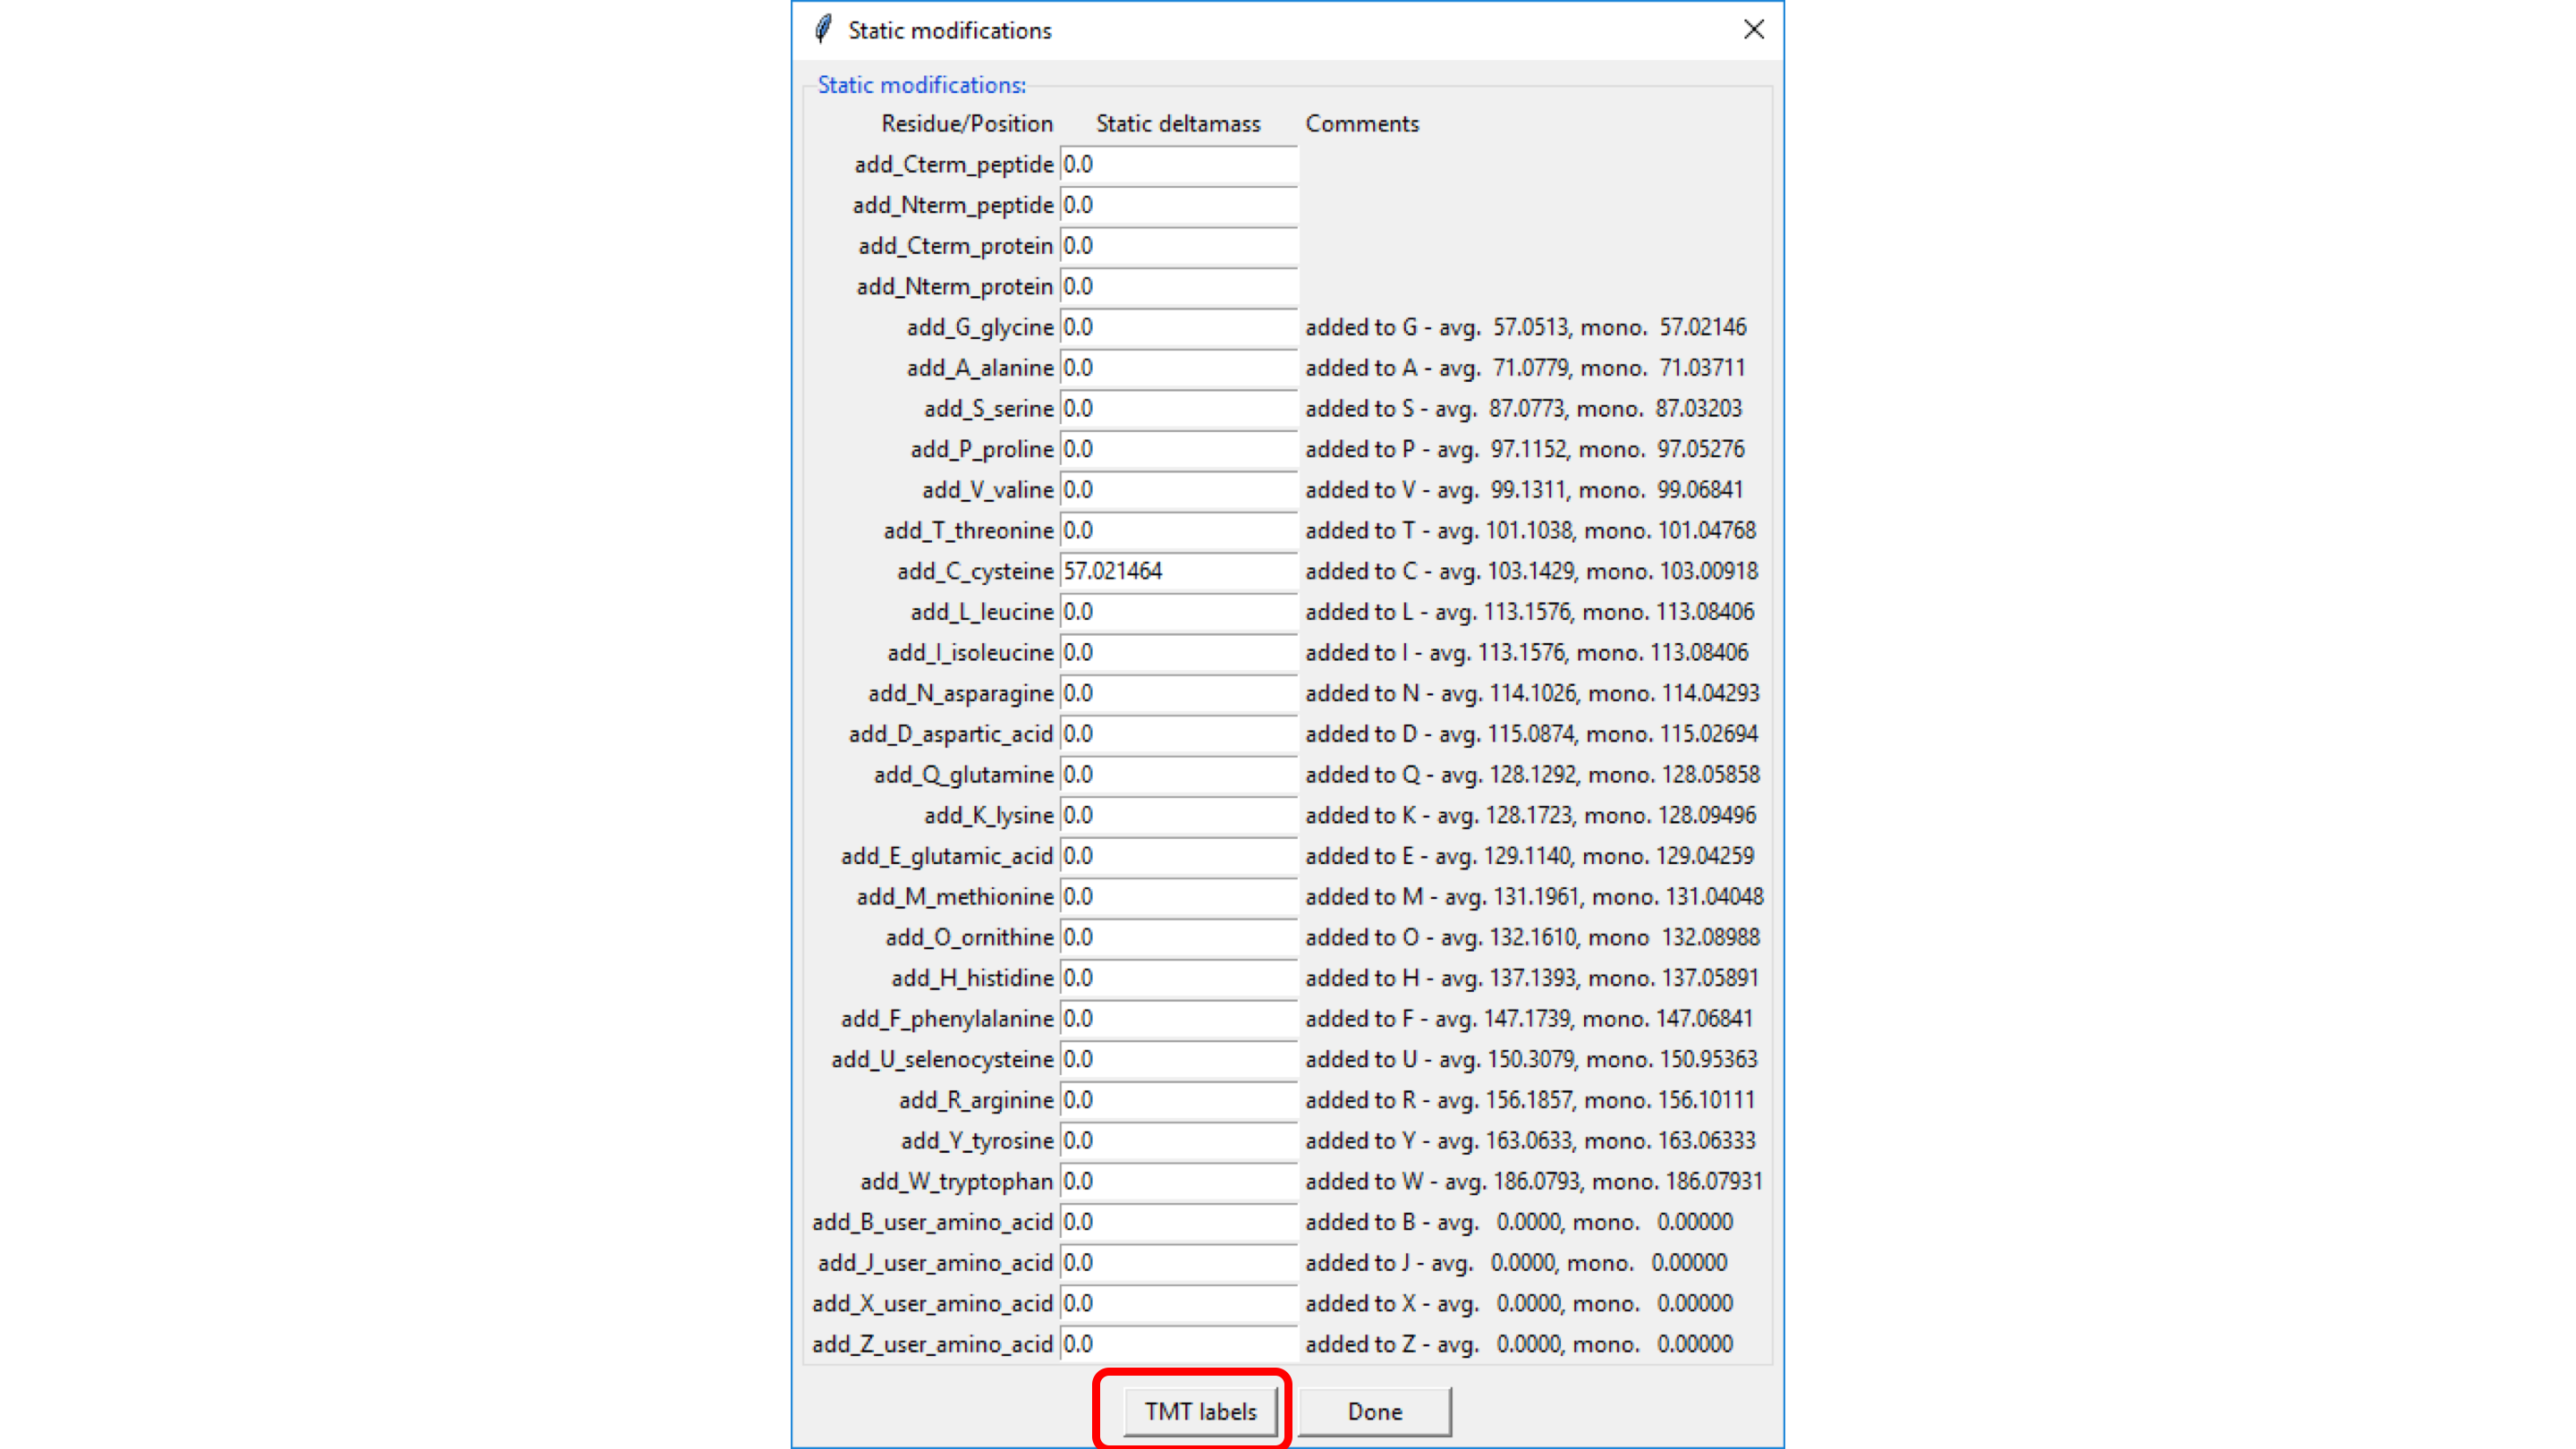 Static modifications
Static modifications:
Residue/Position Static deltamass Comments
add_Cterm_peptide 0.0
add_Nterm_peptide 0.0
add_Cterm_protein 0.0
add_Nterm_protein 0.0
add_G_glycine 0.0 added to G - avg. 57.0513, mono. 57.02146
add_A_alanine 0.0 added to A - avg. 71.0779, mono. 71.03711
add_S_serine 0.0 added to S - avg. 87.0773, mono. 87.03203
add_P_proline 0.0 added to P - avg. 97.1152, mono. 97.05276
add_V_valine 0.0 added to V - avg. 99.1311, mono. 99.06841
add_T_threonine 0.0 added to T - avg. 101.1038, mono. 101.04768
add_C_cysteine 57.021464 added to C - avg. 103.1429, mono. 103.00918
add_L_leucine 0.0 added to L - avg. 113.1576, mono. 113.08406
add_I_isoleucine 0.0 added to I - avg. 113.1576, mono. 113.08406
add_N_asparagine 0.0 added to N - avg. 114.1026, mono. 114.04293
add_D_aspartic_acid 0.0 added to D - avg. 115.0874, mono. 115.02694
add_Q_glutamine 0.0 added to Q - avg. 128.1292, mono. 128.05858
add_K_lysine 0.0 added to K - avg. 128.1723, mono. 128.09496
add_E_glutamic_acid 0.0 added to E - avg. 129.1140, mono. 129.04259
add_M_methionine 0.0 added to M - avg. 131.1961, mono. 131.04048
add_O_ornithine 0.0 added to O - avg. 132.1610, mono 132.08988
add_H_histidine 0.0 added to H - avg. 137.1393, mono. 137.05891
add_F_phenylalanine 0.0 added to F - avg. 147.1739, mono. 147.06841
add_U_selenocysteine 0.0 added to U - avg. 150.3079, mono. 150.95363
add_R_arginine 0.0 added to R - avg. 156.1857, mono. 156.10111
add_Y_tyrosine 0.0 added to Y - avg. 163.0633, mono. 163.06333
add_W_tryptophan 0.0 added to W - avg. 186.0793, mono. 186.07931
add_B_user_amino_acid 0.0 added to B - avg. 0.0000, mono. 0.00000
add_J_user_amino_acid 0.0 added to J - avg. 0.0000, mono. 0.00000
add_X_user_amino_acid 0.0 added to X - avg. 0.0000, mono. 0.00000
add_Z_user_amino_acid 0.0 added to Z - avg. 0.0000, mono. 0.00000
TMT labels Done